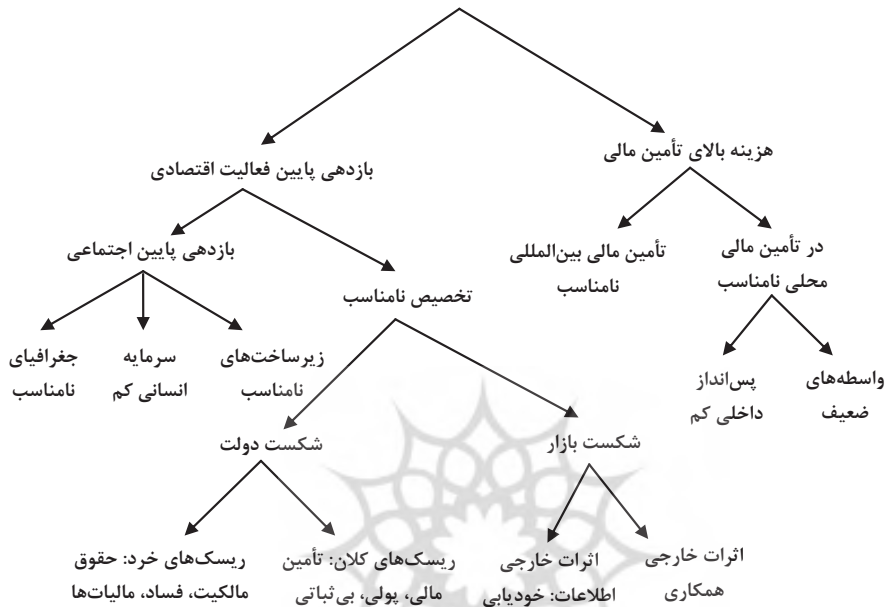 هزینه بالای تأمین مالی
بازدهی پایین فعالیت اقتصادی
در تأمین مالی
محلی نامناسب
تأمین مالی بین‌المللی
نامناسب
بازدهی پایین اجتماعی
تخصیص نامناسب
واسطه‌های
ضعیف
پس‌انداز
داخلی کم
زیرساخت‌های
نامناسب
سرمایه
انسانی کم
جغرافیای
نامناسب
شکست بازار
شکست دولت
اثرات خارجی
همکاری
اثرات خارجی
اطلاعات: خودیابی
ریسک‌های کلان: تأمین
مالی، پولی، بی‌ثباتی
ریسک‌های خرد: حقوق
مالکیت، فساد، مالیات‌ها